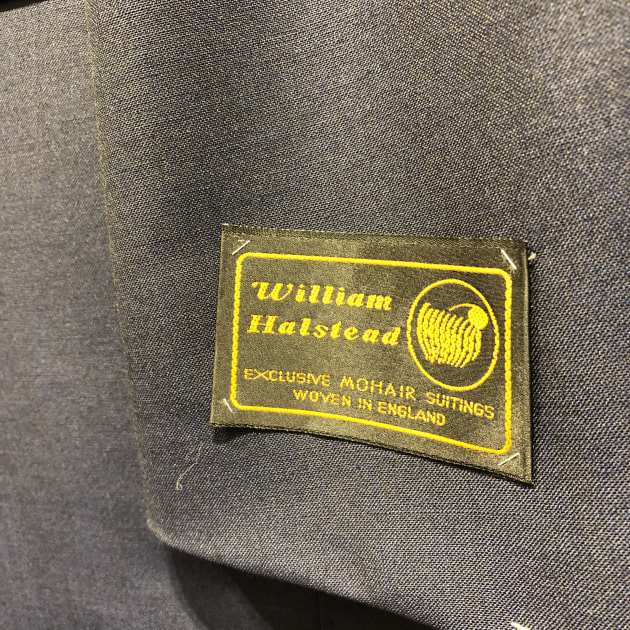 William
Halstead
EXCLUSIVE MOHAIR SUITINGS
WOVEN IN ENGLAND